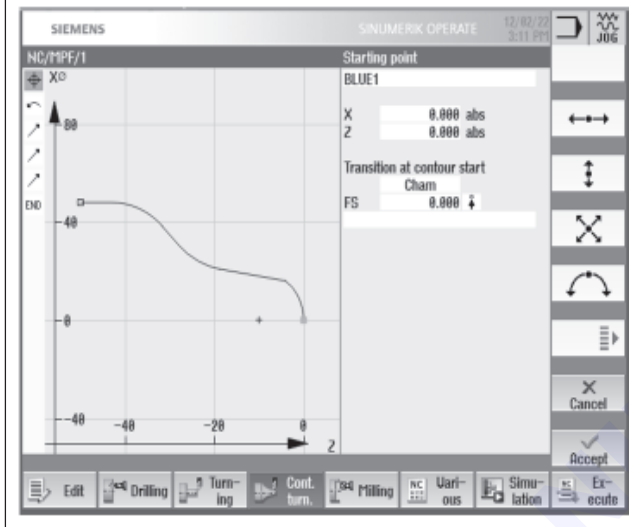 SIEMENS
SINUMERIK OPERATE
12/02/22
3:11 PM
JOG
NC/MPF/1
Starting point
X∅
BLUE1
X 0.000 abs
Z 0.000 abs
Transition at contour start
Cham
FS 0.000
END
80
40
0
-40
-40
-20
0
Z
Cancel
Accept
Edit
Drilling
Turn-
ing
Cont.
turn.
Milling
NC
Vari-
ous
Simu-
lation
NC
Ex-
ecute